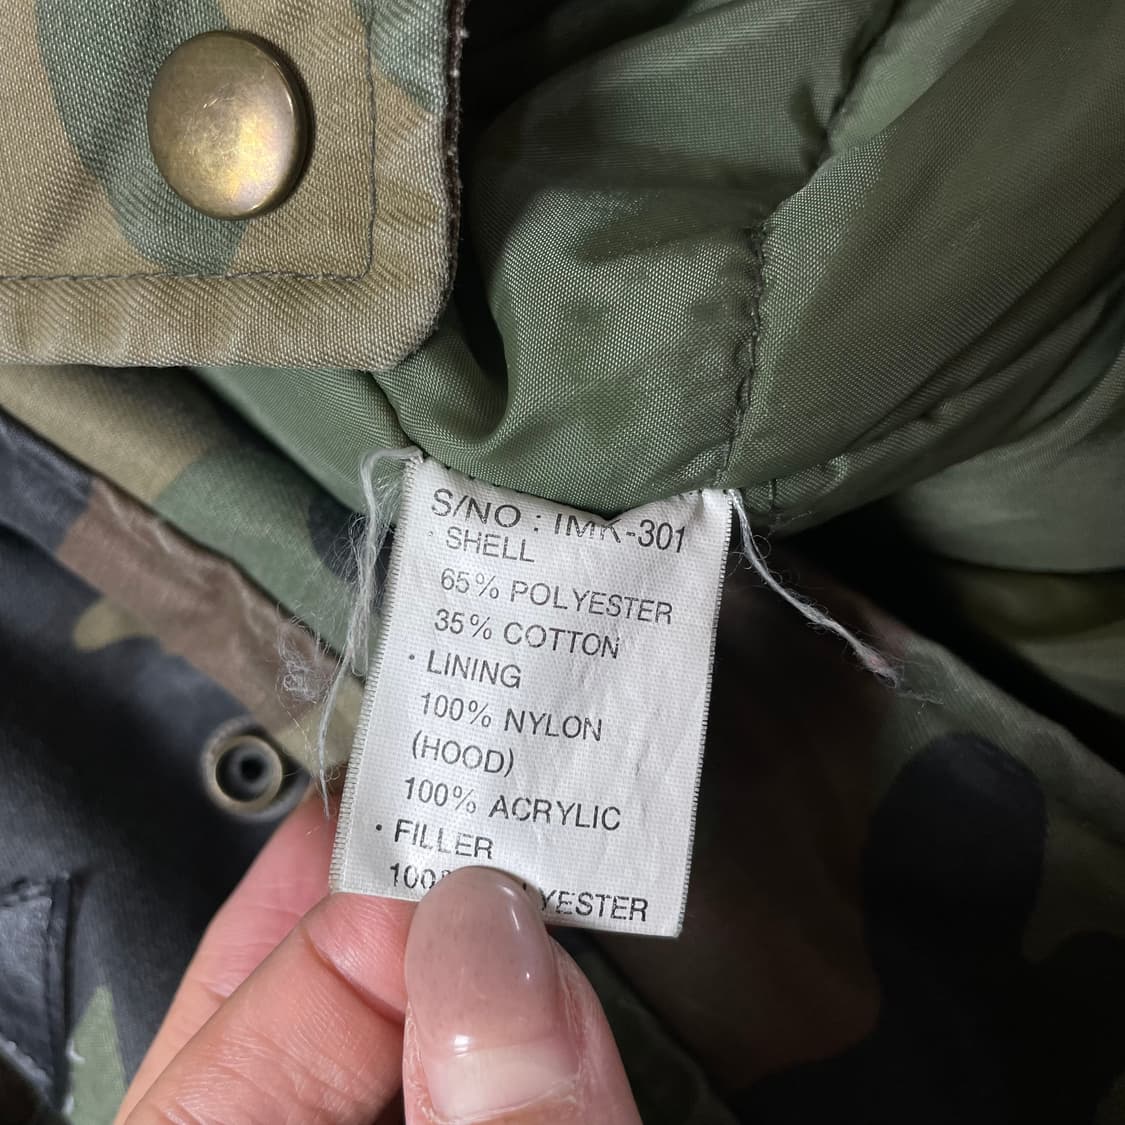 S/NO : IMK-301
· SHELL
65% POLYESTER
35% COTTON
· LINING
100% NYLON
(HOOD)
100% ACRYLIC
· FILLER